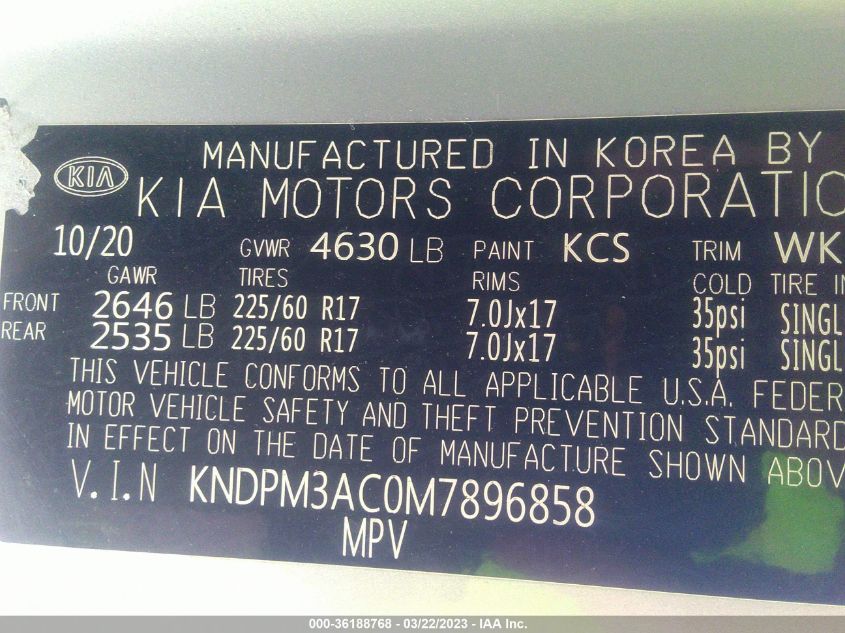 MANUFACTURED IN KOREA BY
KIA KIA MOTORS CORPORATIO
10/20 GVWR 4630 LB PAINT KCS TRIM WK
GAWR TIRES RIMS COLD TIRE IN
FRONT 2646 LB 225/60 R17 7.0Jx17 35psi SINGL
REAR 2535 LB 225/60 R17 7.0Jx17 35psi SINGL
THIS VEHICLE CONFORMS TO ALL APPLICABLE U.S.A. FEDER
MOTOR VEHICLE SAFETY AND THEFT PREVENTION STANDARD
IN EFFECT ON THE DATE OF MANUFACTURE SHOWN ABOV
V.I.N KNDPM3AC0M7896858
MPV
000-36188768 - 03/22/2023 - IAA Inc.